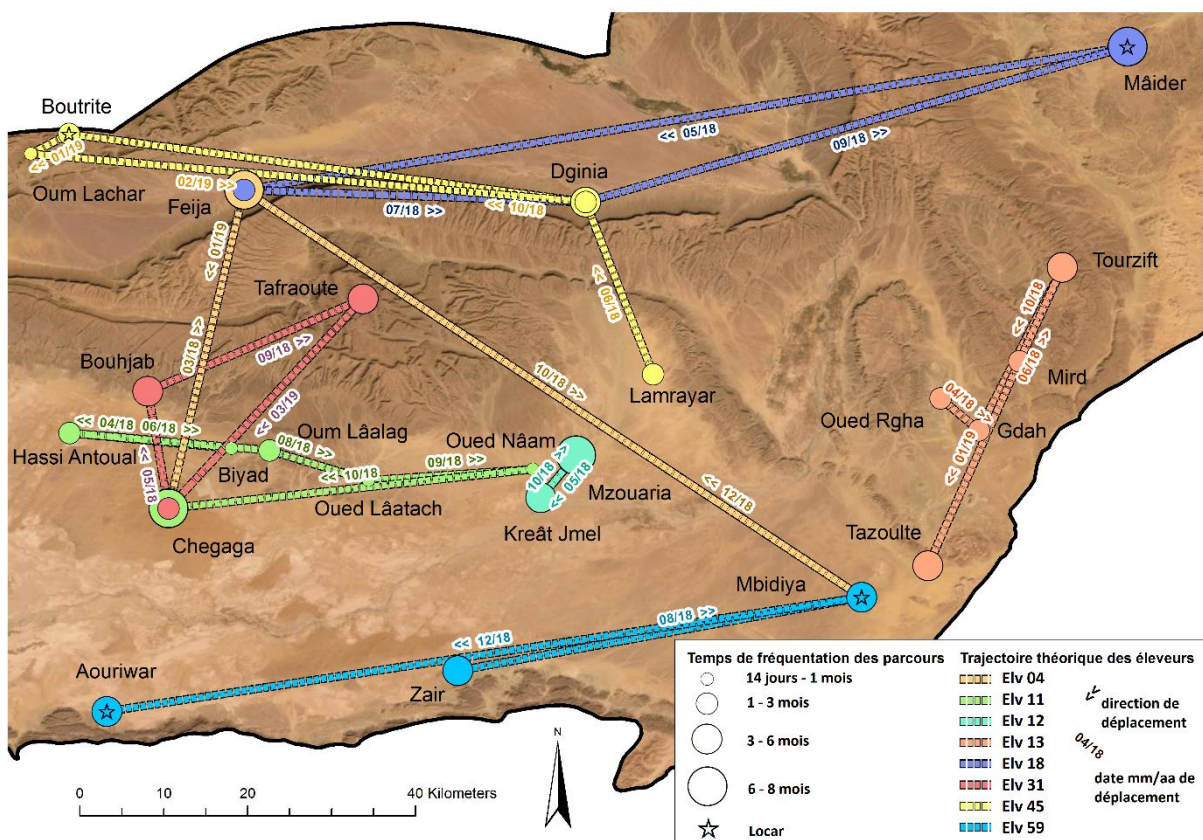 Mâider
<< 05/18
09/18 >>
Boutrite
<< 01/19
Oum Lachar
02/19 >>
Feija
Dginia
07/18 >>
<< 10/18
<< 01/19
03/18 >>
Tafraoute
<< 06/18
Tourzift
<< 10/18
06/18 >>
Mird
09/18 >>
Bouhjab
10/18 >>
Lamrayar
<< 03/19
04/18 >>
Oued Rgha
Gdah
<< 01/19
<< 04/18 06/18 >>
Hassi Antoual
Oum Lâalag
Biyad
08/18 >>
<< 10/18
09/18 >>
Oued Nâam
<< 05/18
10/18 >>
<< 05/18
Mzouaria
Oued Lâatach
Kreât Jmel
Chegaga
<< 12/18
Tazoulte
Mbidiya
08/18 >>
<< 12/18
Aouriwar
Zair
N
0 10 20 40 Kilometers
Temps de fréquentation des parcours
14 jours - 1 mois
1 - 3 mois
3 - 6 mois
6 - 8 mois
Locar
Trajectoire théorique des éleveurs
Elv 04
Elv 11
Elv 12
Elv 13
Elv 18
Elv 31
Elv 45
Elv 59
<<
direction de
déplacement
04/18
date mm/aa de
déplacement